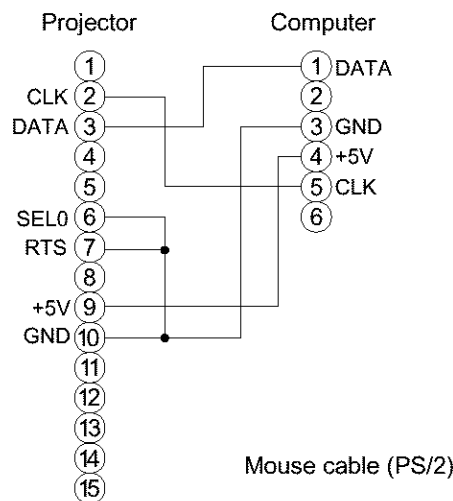 Projector Computer
1 1 DATA
CLK 2 2
DATA 3 3 GND
4 4 +5V
5 5 CLK
SEL0 6 6
RTS 7
8
+5V 9
GND 10
11
12
13
14
15
Mouse cable (PS/2)